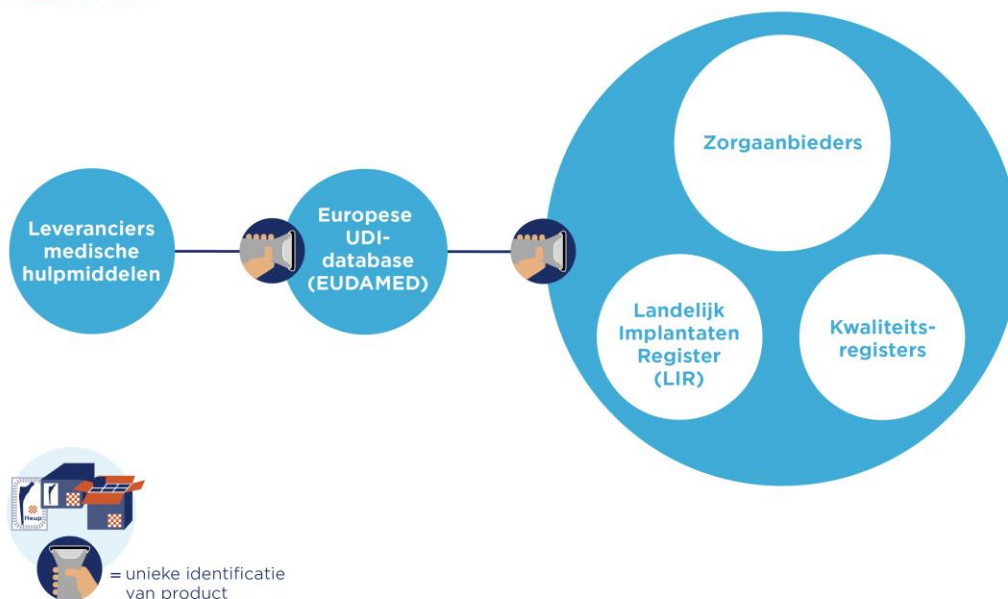 Leveranciers
medische
hulpmiddelen
Europese
UDI-
database
(EUDAMED)
Zorgaanbieders
Landelijk
Implantaten
Register
(LIR)
Kwaliteits-
registers
Heup
= unieke identificatie
van product